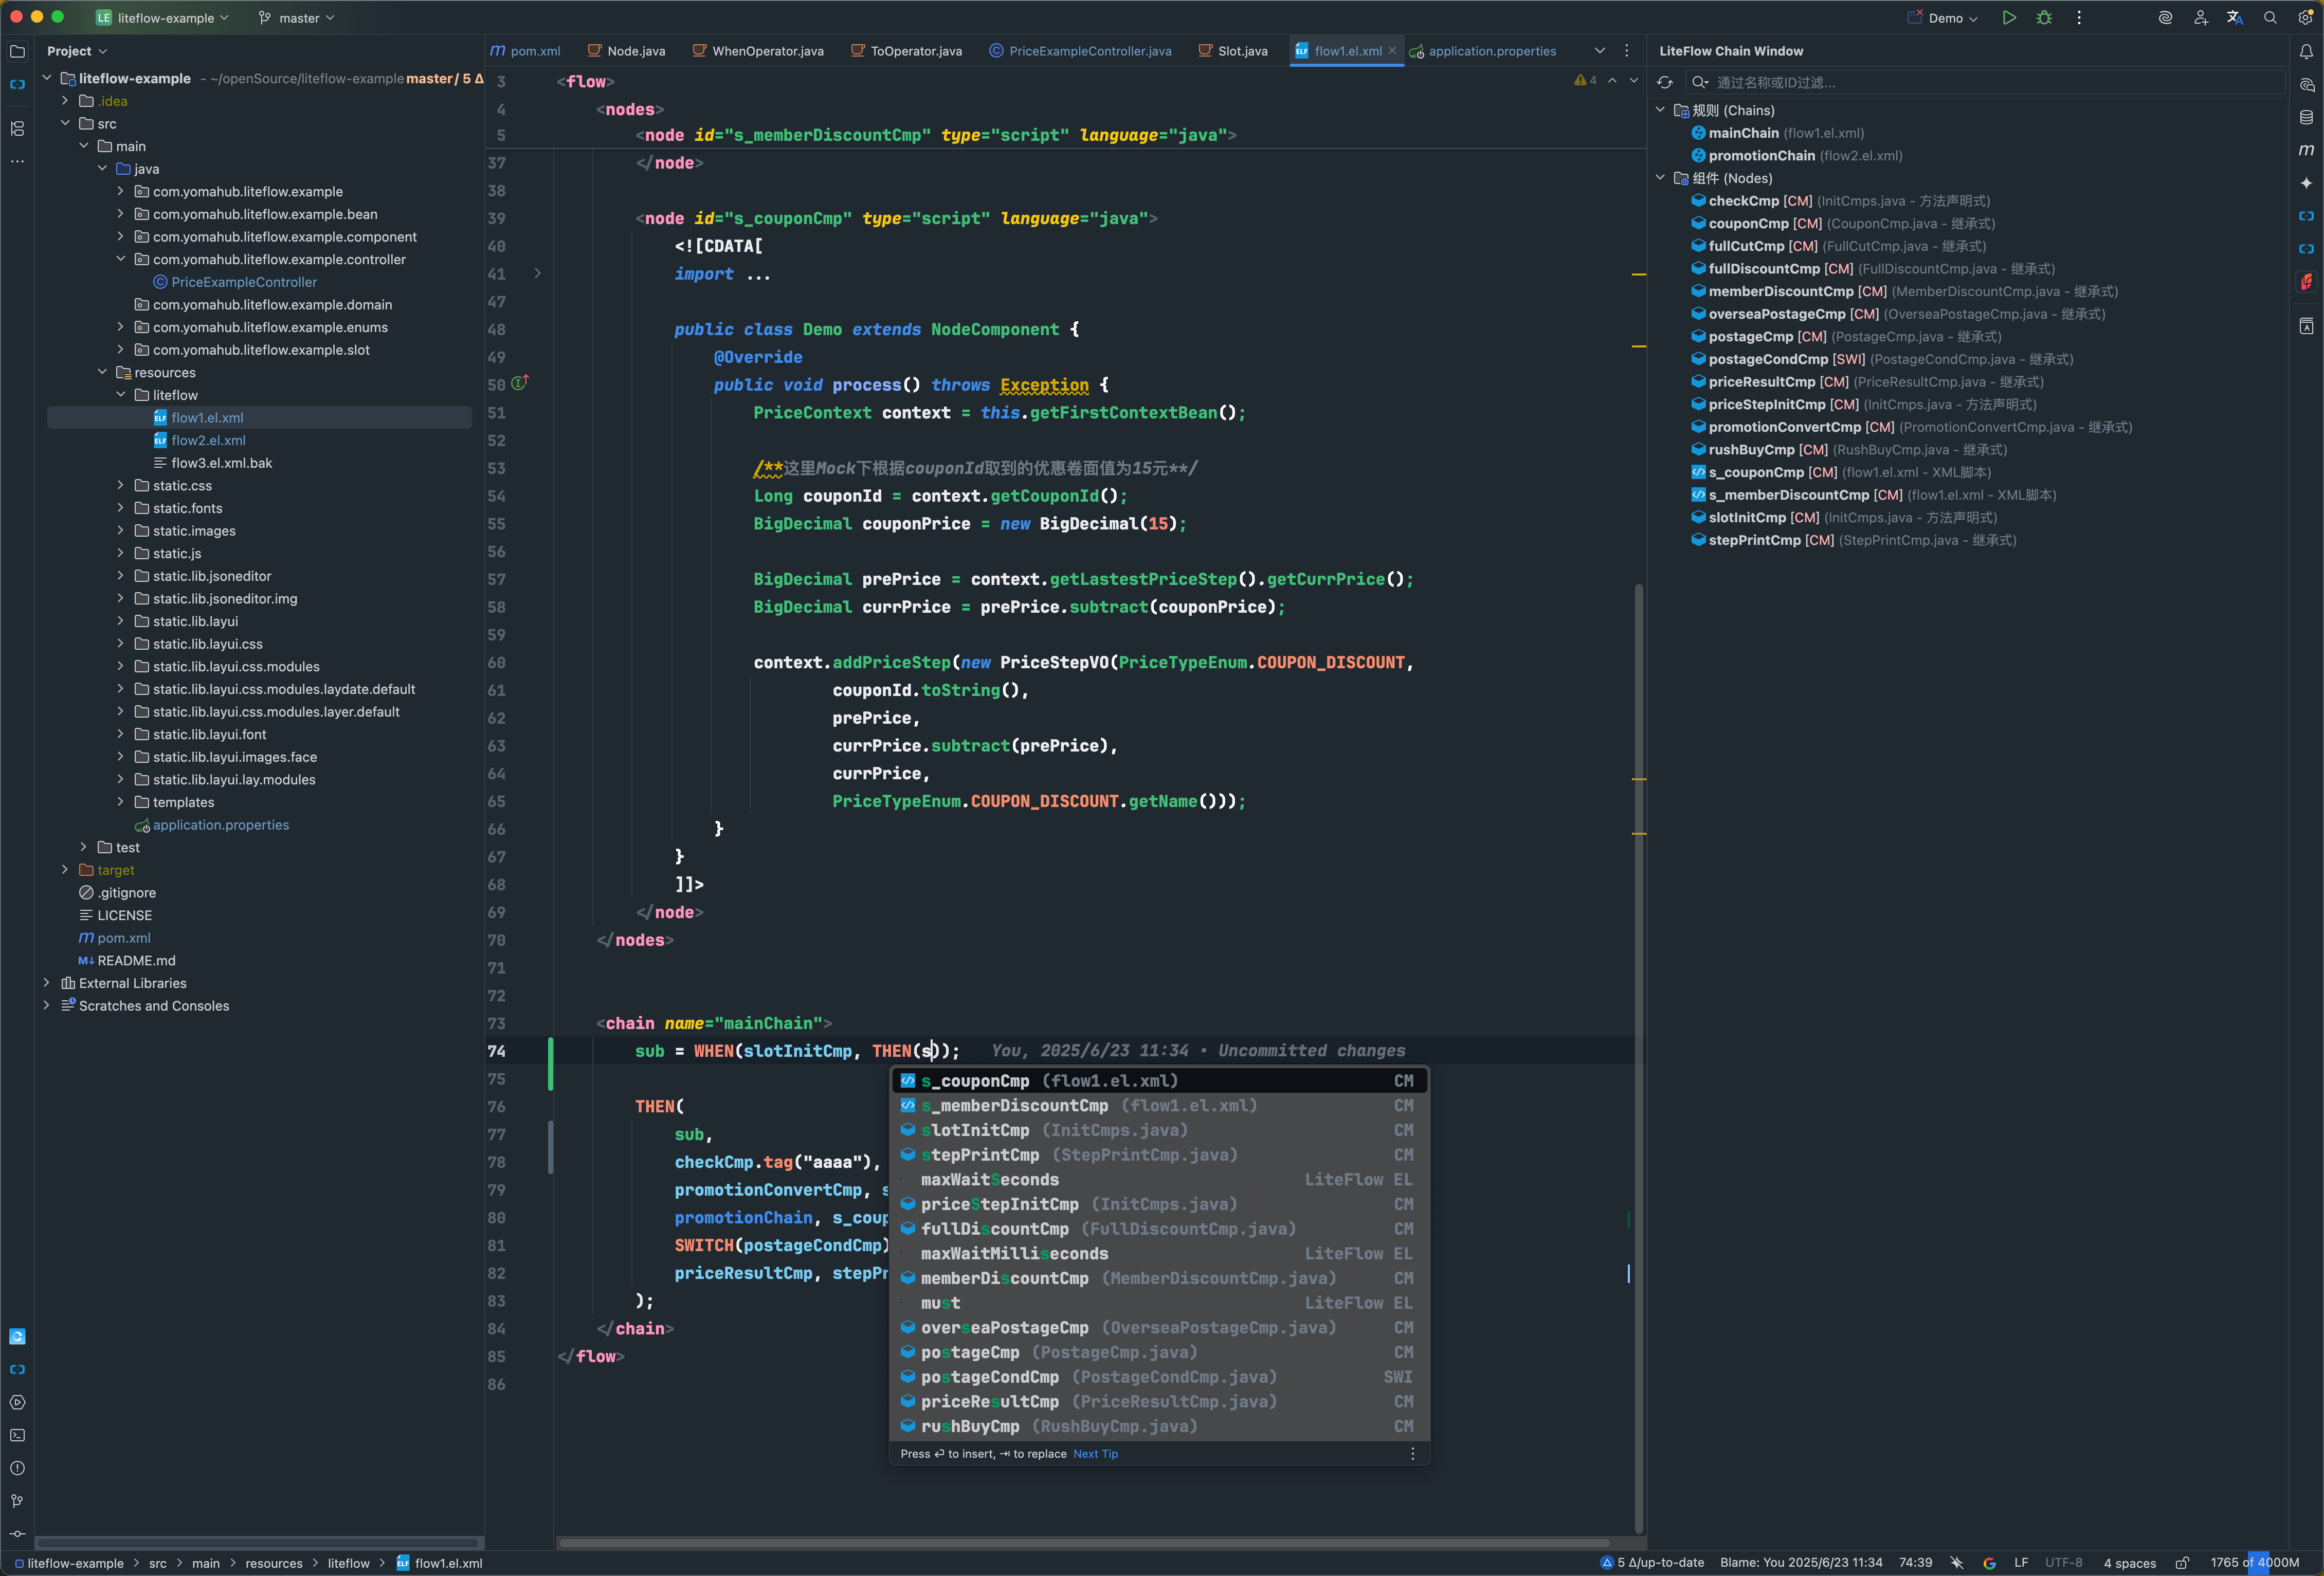 LE liteflow-example master Demo
Project
liteflow-example - ~/openSource/liteflow-example master / 5 Δ
.idea
src
main
java
com.yomahub.liteflow.example
com.yomahub.liteflow.example.bean
com.yomahub.liteflow.example.component
com.yomahub.liteflow.example.controller
PriceExampleController
com.yomahub.liteflow.example.domain
com.yomahub.liteflow.example.enums
com.yomahub.liteflow.example.slot
resources
liteflow
flow1.el.xml
flow2.el.xml
flow3.el.xml.bak
static.css
static.fonts
static.images
static.js
static.lib.jsoneditor
static.lib.jsoneditor.img
static.lib.layui
static.lib.layui.css
static.lib.layui.css.modules
static.lib.layui.css.modules.laydate.default
static.lib.layui.css.modules.layer.default
static.lib.layui.font
static.lib.layui.images.face
static.lib.layui.lay.modules
templates
application.properties
test
target
.gitignore
LICENSE
pom.xml
README.md
External Libraries
Scratches and Consoles
pom.xml Node.java WhenOperator.java ToOperator.java PriceExampleController.java Slot.java flow1.el.xml application.properties
4
3 <flow>
4 <nodes>
5 <node id="s_memberDiscountCmp" type="script" language="java">
37 </node>
38
39 <node id="s_couponCmp" type="script" language="java">
40 <![CDATA[
41 import ...
47
48 public class Demo extends NodeComponent {
49 @Override
50 public void process() throws Exception {
51 PriceContext context = this.getFirstContextBean();
52
53 /**这里Mock下根据couponId取到的优惠卷面值为15元**/
54 Long couponId = context.getCouponId();
55 BigDecimal couponPrice = new BigDecimal(15);
56
57 BigDecimal prePrice = context.getLastestPriceStep().getCurrPrice();
58 BigDecimal currPrice = prePrice.subtract(couponPrice);
59
60 context.addPriceStep(new PriceStepVO(PriceTypeEnum.COUPON_DISCOUNT,
61 couponId.toString(),
62 prePrice,
63 currPrice.subtract(prePrice),
64 currPrice,
65 PriceTypeEnum.COUPON_DISCOUNT.getName()));
66 }
67 }
68 ]]>
69 </node>
70 </nodes>
71
72
73 <chain name="mainChain">
74 sub = WHEN(slotInitCmp, THEN(s)); You, 2025/6/23 11:34 • Uncommitted changes
75
76 THEN(
77 sub,
78 checkCmp.tag("aaaa"),
79 promotionConvertCmp, s
80 promotionChain, s_coup
81 SWITCH(postageCondCmp)
82 priceResultCmp, stepPr
83 );
84 </chain>
85 </flow>
86
s_couponCmp (flow1.el.xml) CM
s_memberDiscountCmp (flow1.el.xml) CM
slotInitCmp (InitCmps.java) CM
stepPrintCmp (StepPrintCmp.java) CM
maxWaitSeconds LiteFlow EL
priceStepInitCmp (InitCmps.java) CM
fullDiscountCmp (FullDiscountCmp.java) CM
maxWaitMilliseconds LiteFlow EL
memberDiscountCmp (MemberDiscountCmp.java) CM
must LiteFlow EL
overseaPostageCmp (OverseaPostageCmp.java) CM
postageCmp (PostageCmp.java) CM
postageCondCmp (PostageCondCmp.java) SWI
priceResultCmp (PriceResultCmp.java) CM
rushBuyCmp (RushBuyCmp.java) CM
Press ↩ to insert, ⇥ to replace Next Tip
LiteFlow Chain Window
通过名称或ID过滤...
规则 (Chains)
mainChain (flow1.el.xml)
promotionChain (flow2.el.xml)
组件 (Nodes)
checkCmp [CM] (InitCmps.java - 方法声明式)
couponCmp [CM] (CouponCmp.java - 继承式)
fullCutCmp [CM] (FullCutCmp.java - 继承式)
fullDiscountCmp [CM] (FullDiscountCmp.java - 继承式)
memberDiscountCmp [CM] (MemberDiscountCmp.java - 继承式)
overseaPostageCmp [CM] (OverseaPostageCmp.java - 继承式)
postageCmp [CM] (PostageCmp.java - 继承式)
postageCondCmp [SWI] (PostageCondCmp.java - 继承式)
priceResultCmp [CM] (PriceResultCmp.java - 继承式)
priceStepInitCmp [CM] (InitCmps.java - 方法声明式)
promotionConvertCmp [CM] (PromotionConvertCmp.java - 继承式)
rushBuyCmp [CM] (RushBuyCmp.java - 继承式)
s_couponCmp [CM] (flow1.el.xml - XML脚本)
s_memberDiscountCmp [CM] (flow1.el.xml - XML脚本)
slotInitCmp [CM] (InitCmps.java - 方法声明式)
stepPrintCmp [CM] (StepPrintCmp.java - 继承式)
liteflow-example > src > main > resources > liteflow > flow1.el.xml
5 Δ/up-to-date Blame: You 2025/6/23 11:34 74:39 LF UTF-8 4 spaces 1765 of 4000M